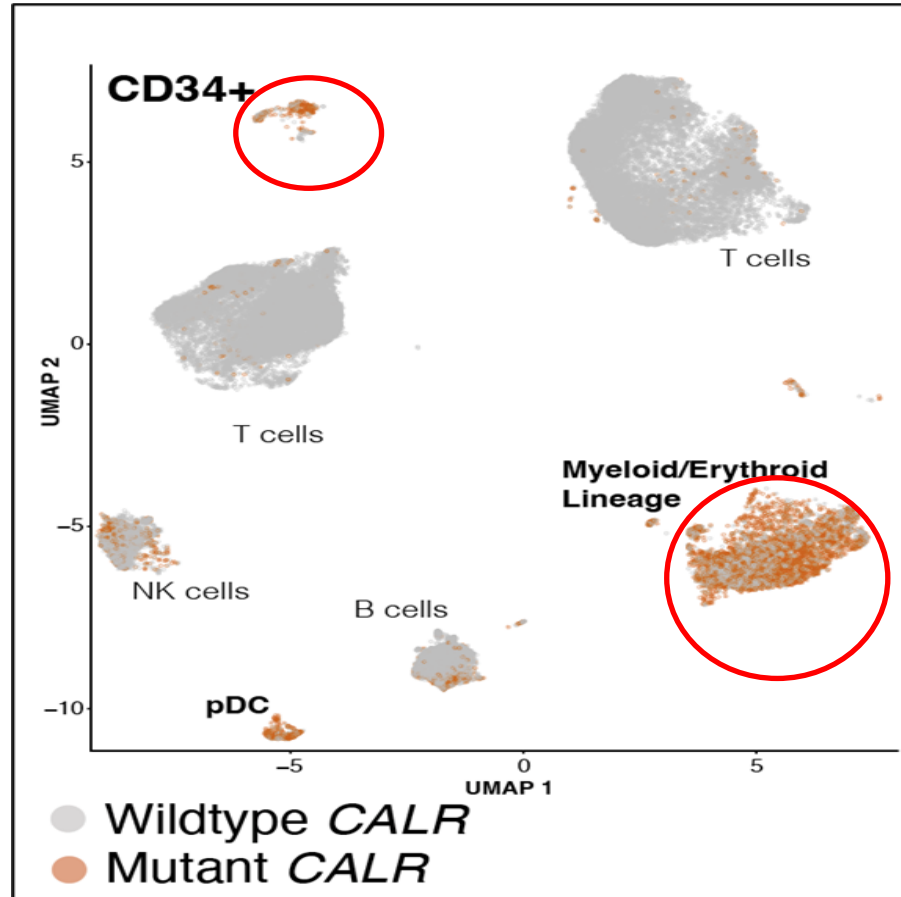 CD34+
5
T cells
0
UMAP 2
T cells
Myeloid/Erythroid
Lineage
−5
NK cells
B cells
pDC
−10
−5
0
5
UMAP 1
Wildtype CALR
Mutant CALR